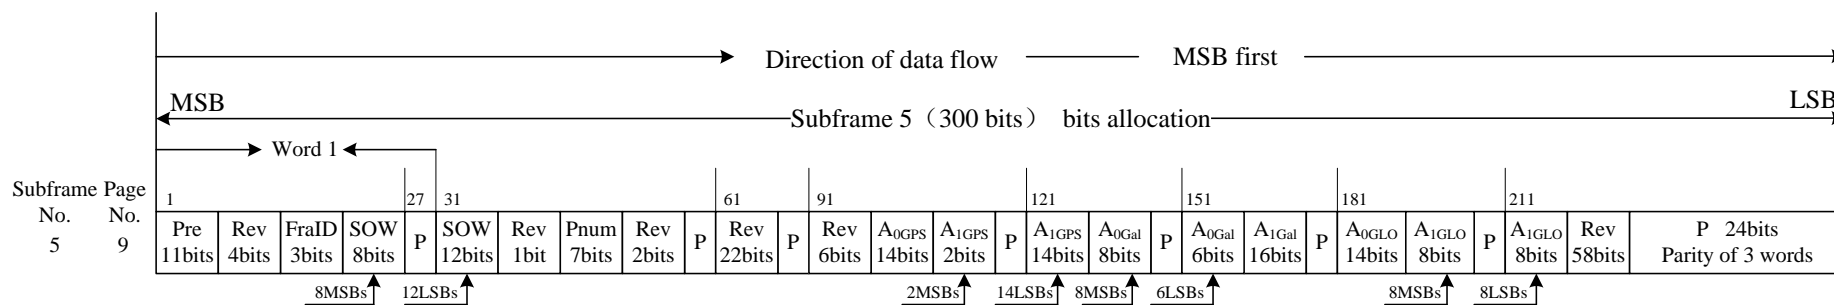 Direction of data flow MSB first
MSB LSB
Subframe 5（300 bits） bits allocation
Word 1
Subframe Page
No. No.
5 9
1 27 31 61 91 121 151 181 211
Pre 11bits
Rev 4bits
FraID 3bits
SOW 8bits
P
SOW 12bits
Rev 1bit
Pnum 7bits
Rev 2bits
P
Rev 22bits
P
Rev 6bits
A0GPS 14bits
A1GPS 2bits
P
A1GPS 14bits
A0Gal 8bits
P
A0Gal 6bits
A1Gal 16bits
P
A0GLO 14bits
A1GLO 8bits
P
A1GLO 8bits
Rev 58bits
P 24bits
Parity of 3 words
8MSBs 12LSBs 2MSBs 14LSBs 8MSBs 6LSBs 8MSBs 8LSBs